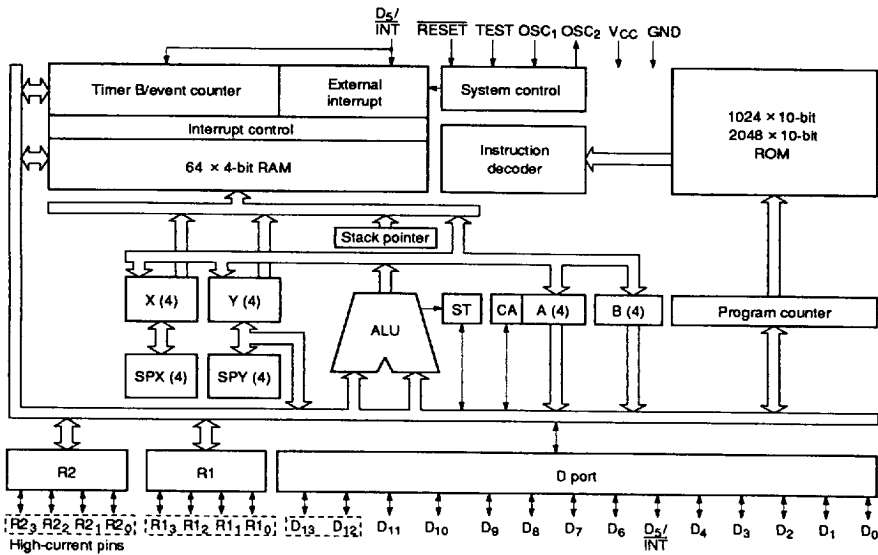 D5/
INT RESET TEST OSC1 OSC2 VCC GND
Timer B/event counter
External
interrupt
System control
Interrupt control
64 × 4-bit RAM
Instruction
decoder
1024 × 10-bit
2048 × 10-bit
ROM
Stack pointer
X (4)
Y (4)
ALU
ST
CA
A (4)
B (4)
Program counter
SPX (4)
SPY (4)
R2
R1
D port
R23 R22 R21 R20 R13 R12 R11 R10 D13 D12 D11 D10 D9 D8 D7 D6 D5/ D4 D3 D2 D1 D0
INT
High-current pins